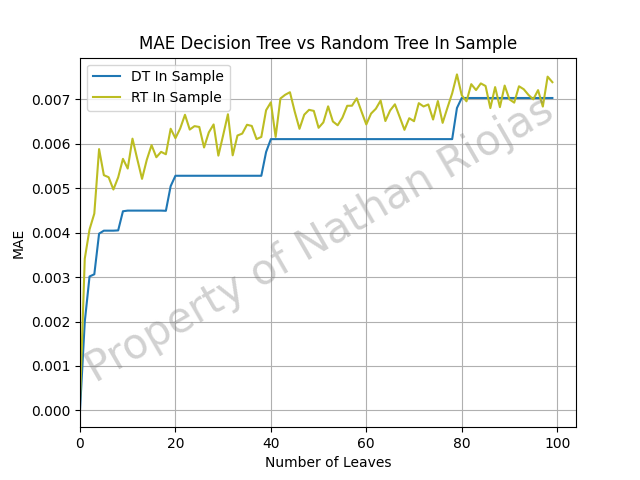 MAE Decision Tree vs Random Tree In Sample
DT In Sample
RT In Sample
0.007
0.006
0.005
0.004
0.003
0.002
0.001
0.000
MAE
0
20
40
60
80
100
Number of Leaves
Property of Nathan Riojas